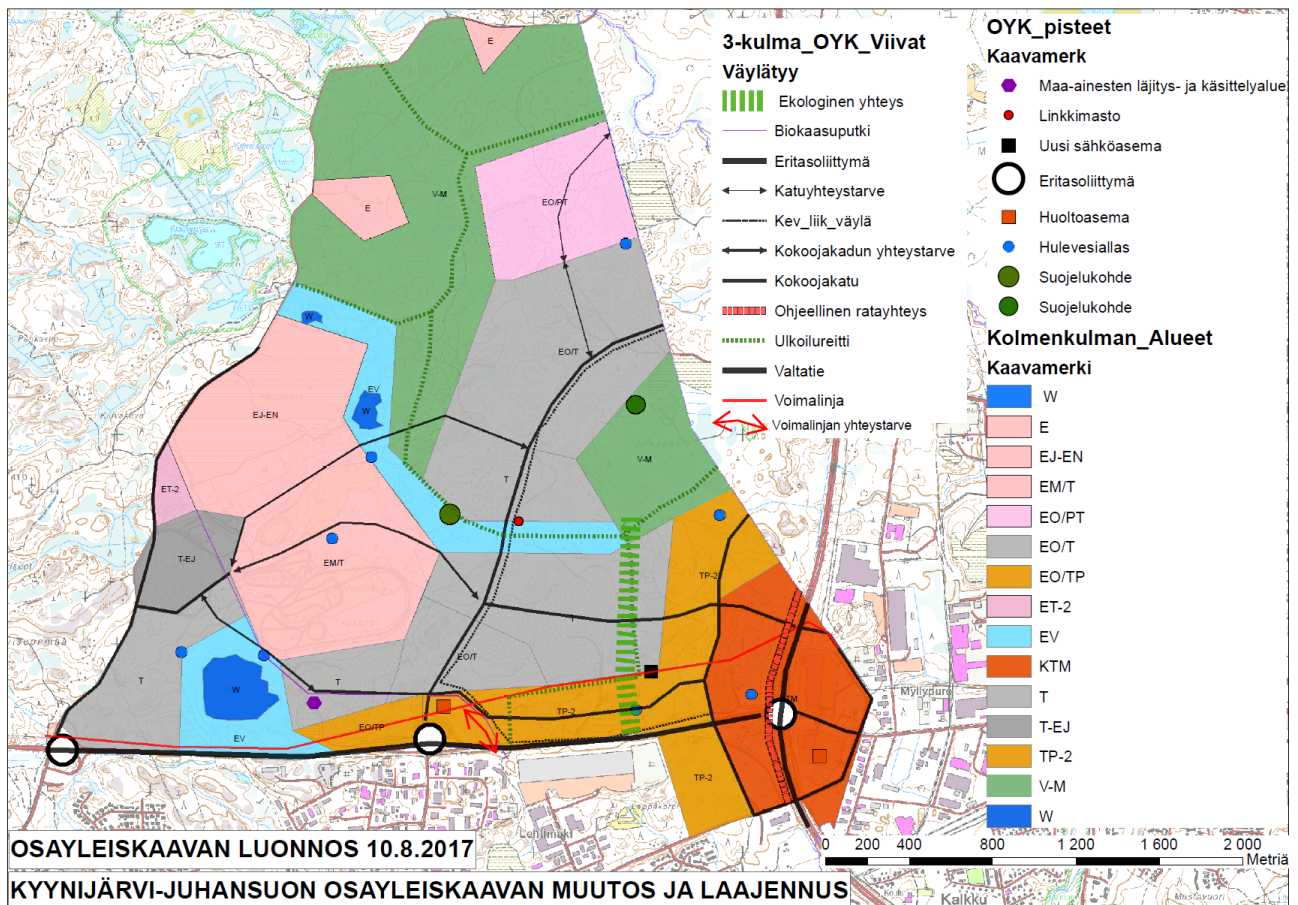 3-kulma_OYK_Viivat
Väylätyy
Ekologinen yhteys
Biokaasuputki
Eritasoliittymä
Katuyhteystarve
Kev_liik_väylä
Kokoojakadun yhteystarve
Kokoojakatu
Ohjeellinen ratayhteys
Ulkoilureitti
Valtatie
Voimalinja
Voimalinjan yhteystarve
OYK_pisteet
Kaavamerk
Maa-ainesten läjitys- ja käsittelyalue
Linkkimasto
Uusi sähköasema
Eritasoliittymä
Huoltoasema
Hulevesiallas
Suojelukohde
Suojelukohde
Kolmenkulman_Alueet
Kaavamerki
W
E
EJ-EN
EM/T
EO/PT
EO/T
EO/TP
ET-2
EV
KTM
T
T-EJ
TP-2
V-M
W
E
V-M
E
EO/PT
W
EO/T
EV
W
EJ-EN
V-M
ET-2
T
T-EJ
EM/T
TP-2
T
EO/T
T
T
W
TM
TP-2
EO/TP
EV
TP-2
Myllypuro
Lehtimäki
Kalkku
Mustavuori
0 200 400 800 1 200 1 600 2 000
Metriä
OSAYLEISKAAVAN LUONNOS 10.8.2017
KYYNIJÄRVI-JUHANSUON OSAYLEISKAAVAN MUUTOS JA LAAJENNUS